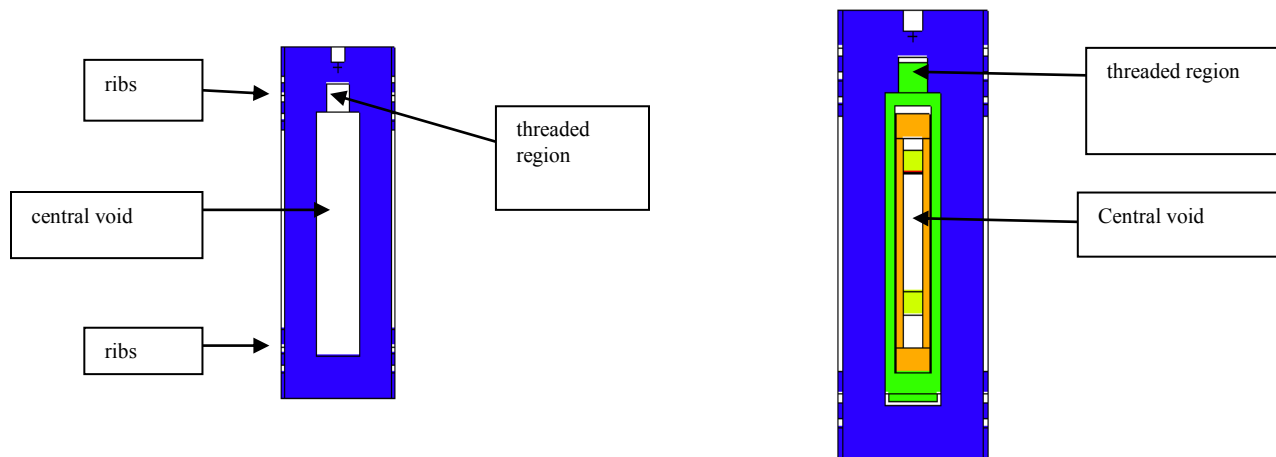 ribs
threaded
region
central void
ribs
threaded region
Central void